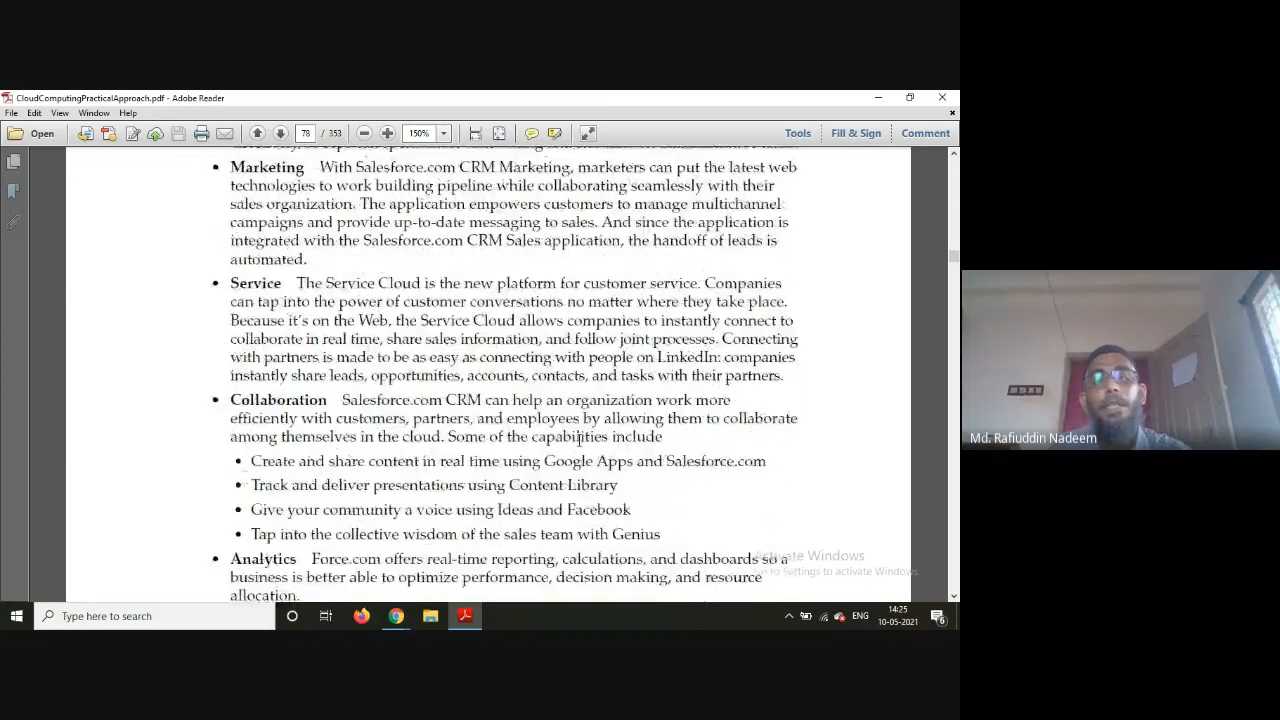 CloudComputingPracticalApproach.pdf - Adobe Reader
File Edit View Window Help
Open 78 / 353 150% Tools Fill & Sign Comment
• Marketing With Salesforce.com CRM Marketing, marketers can put the latest web
technologies to work building pipeline while collaborating seamlessly with their
sales organization. The application empowers customers to manage multichannel
campaigns and provide up-to-date messaging to sales. And since the application is
integrated with the Salesforce.com CRM Sales application, the handoff of leads is
automated.
• Service The Service Cloud is the new platform for customer service. Companies
can tap into the power of customer conversations no matter where they take place.
Because it's on the Web, the Service Cloud allows companies to instantly connect to
collaborate in real time, share sales information, and follow joint processes. Connecting
with partners is made to be as easy as connecting with people on LinkedIn: companies
instantly share leads, opportunities, accounts, contacts, and tasks with their partners.
• Collaboration Salesforce.com CRM can help an organization work more
efficiently with customers, partners, and employees by allowing them to collaborate
among themselves in the cloud. Some of the capabilities include
• Create and share content in real time using Google Apps and Salesforce.com
• Track and deliver presentations using Content Library
• Give your community a voice using Ideas and Facebook
• Tap into the collective wisdom of the sales team with Genius
• Analytics Force.com offers real-time reporting, calculations, and dashboards so a
business is better able to optimize performance, decision making, and resource
allocation.
Activate Windows
Go to Settings to activate Windows.
Type here to search
ENG
14:25
10-05-2021
6
Md. Rafiuddin Nadeem